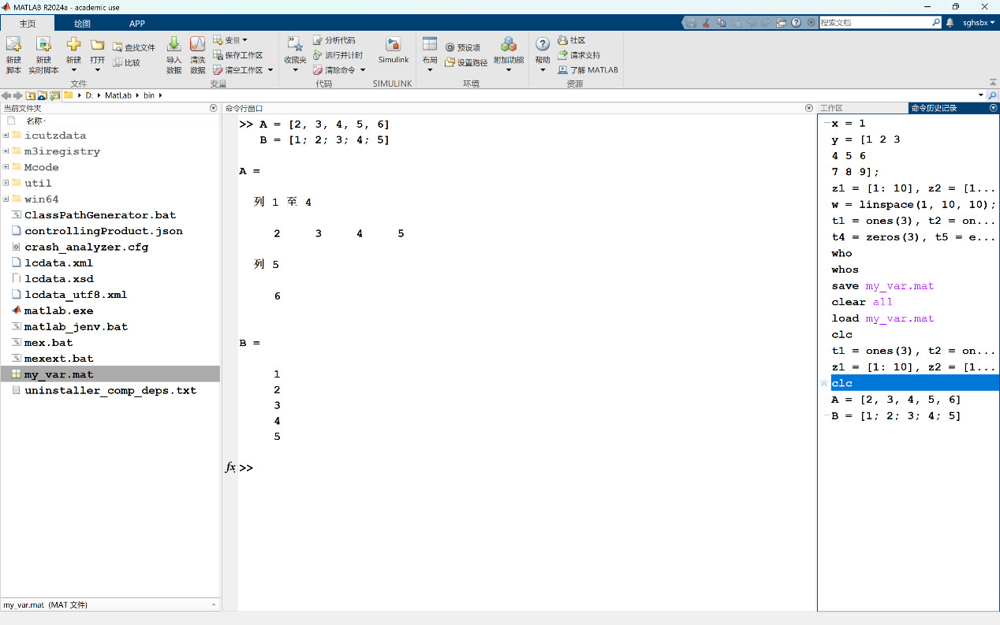 MATLAB R2024a - academic use
主页 绘图 APP 搜索文档 sghsbx
新建脚本 新建实时脚本 新建 打开 查找文件 比较 文件
导入数据 清洗数据 变量 保存工作区 清空工作区 变量
收藏夹 分析代码 运行并计时 清除命令 代码
Simulink SIMULINK
布局 预设项 设置路径 附加功能 环境
帮助 社区 请求支持 了解 MATLAB 资源
D: MatLab bin
当前文件夹
名称
icutzdata
m3iregistry
Mcode
util
win64
ClassPathGenerator.bat
controllingProduct.json
crash_analyzer.cfg
lcdata.xml
lcdata.xsd
lcdata_utf8.xml
matlab.exe
matlab_jenv.bat
mex.bat
mexext.bat
my_var.mat
uninstaller_comp_deps.txt
my_var.mat (MAT 文件)
命令行窗口
>> A = [2, 3, 4, 5, 6]
B = [1; 2; 3; 4; 5]
A =
列 1 至 4
2 3 4 5
列 5
6
B =
1
2
3
4
5
fx >>
工作区 命令历史记录
x = 1
y = [1 2 3
4 5 6
7 8 9];
z1 = [1: 10], z2 = [1...
w = linspace(1, 10, 10);
t1 = ones(3), t2 = on...
t4 = zeros(3), t5 = e...
who
whos
save my_var.mat
clear all
load my_var.mat
clc
t1 = ones(3), t2 = on...
z1 = [1: 10], z2 = [1...
clc
A = [2, 3, 4, 5, 6]
B = [1; 2; 3; 4; 5]